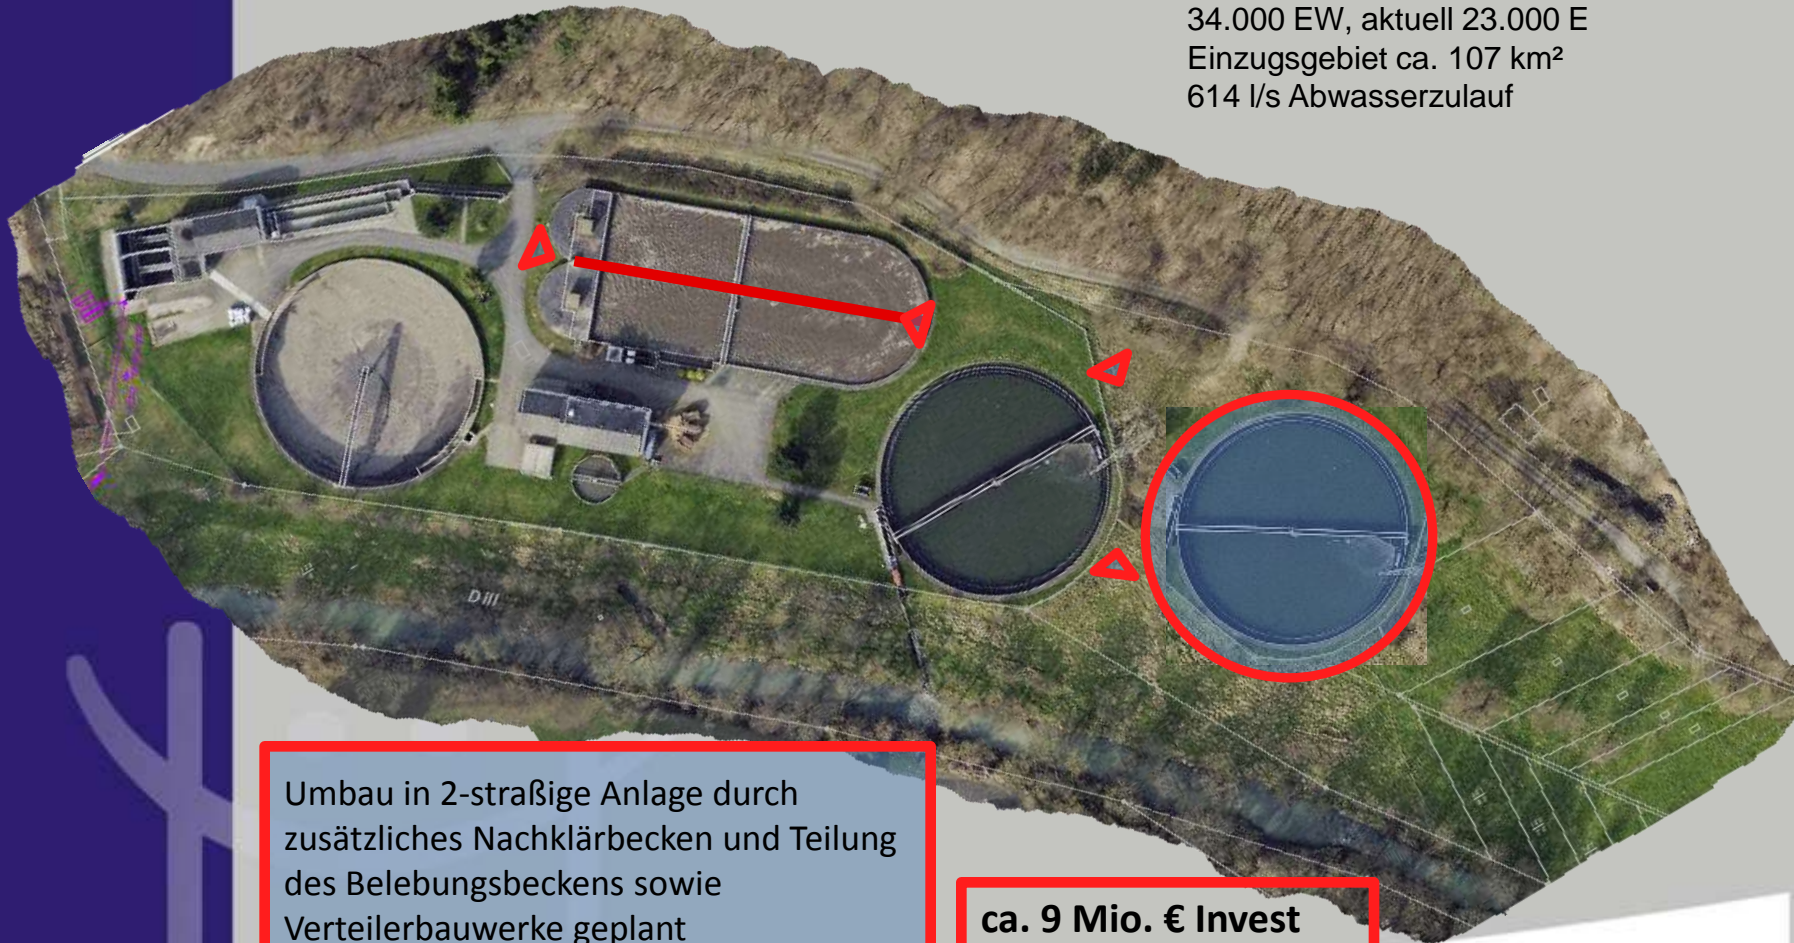 34.000 EW, aktuell 23.000 E
Einzugsgebiet ca. 107 km²
614 l/s Abwasserzulauf
Dill
Umbau in 2-straßige Anlage durch
zusätzliches Nachklärbecken und Teilung
des Belebungsbeckens sowie
Verteilerbauwerke geplant
ca. 9 Mio. € Invest